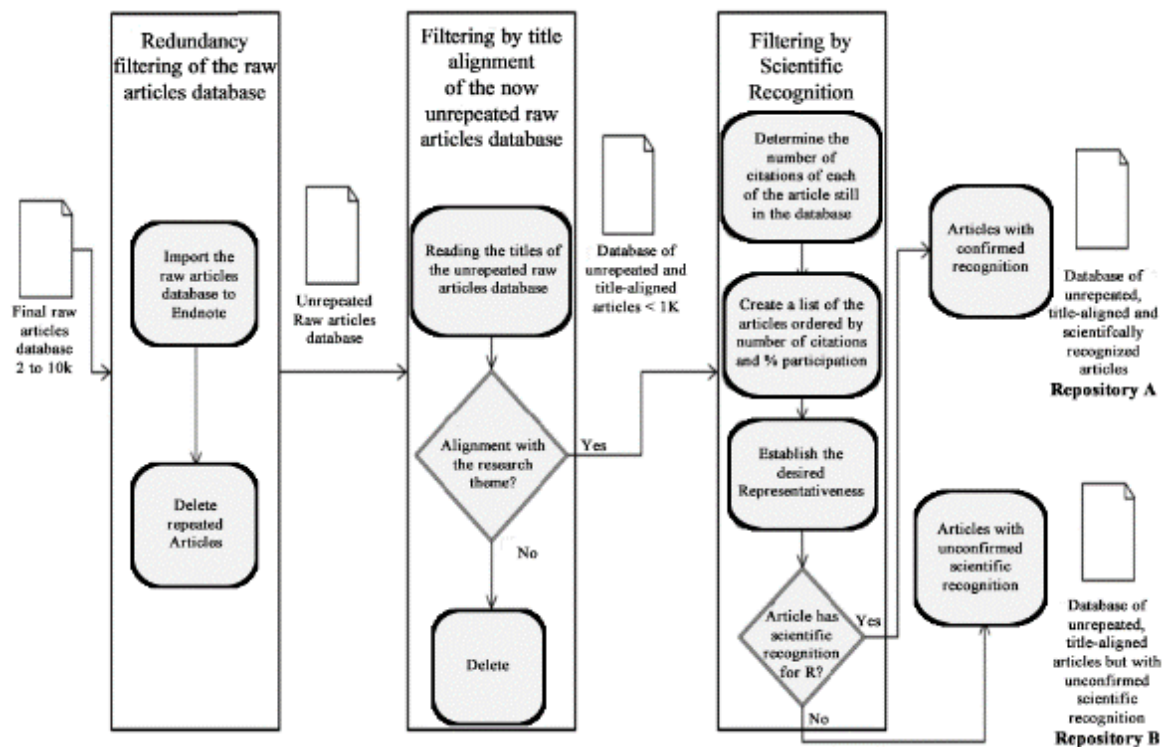 Redundancy
filtering of the raw
articles database
Final raw
articles
database
2 to 10k
Import the
raw articles
database to
Endnote
Delete
repeated
Articles
Unrepeated
Raw articles
database
Filtering by title
alignment
of the now
unrepeated raw
articles database
Reading the titles of
the unrepeated raw
articles database
Alignment with
the research
theme?
Yes
No
Delete
Database of
unrepeated and
title-aligned
articles < 1K
Filtering by
Scientific
Recognition
Determine the
number of
citations of each
of the article still
in the database
Create a list of the
articles ordered by
number of citations
and % participation
Establish the
desired
Representativeness
Article has
scientific
recognition
for R?
Yes
No
Articles with
confirmed
recognition
Database of
unrepeated,
title-aligned and
scientifcally
recognized
articles
Repository A
Articles with
unconfirmed
scientific
recognition
Database of
unrepeated,
title-aligned
articles but with
unconfirmed
scientific
recognition
Repository B